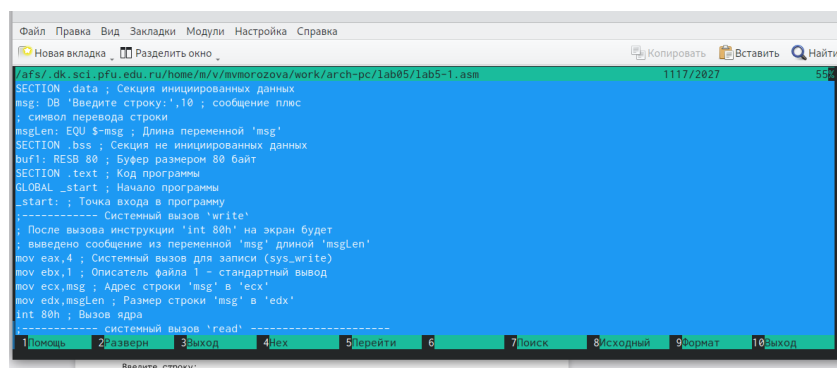 Файл Правка Вид Закладки Модули Настройка Справка
Новая вкладка Разделить окно Копировать Вставить Найти
/afs/.dk.sci.pfu.edu.ru/home/m/v/mvmorozova/work/arch-pc/lab05/lab5-1.asm 1117/2027 55%
SECTION .data ; Секция инициированных данных
msg: DB 'Введите строку:',10 ; сообщение плюс
; символ перевода строки
msgLen: EQU $-msg ; Длина переменной 'msg'
SECTION .bss ; Секция не инициированных данных
buf1: RESB 80 ; Буфер размером 80 байт
SECTION .text ; Код программы
GLOBAL _start ; Начало программы
_start: ; Точка входа в программу
;------------ Системный вызов `write`
; После вызова инструкции 'int 80h' на экран будет
; выведено сообщение из переменной 'msg' длиной 'msgLen'
mov eax,4 ; Системный вызов для записи (sys_write)
mov ebx,1 ; Описатель файла 1 - стандартный вывод
mov ecx,msg ; Адрес строки 'msg' в 'ecx'
mov edx,msgLen ; Размер строки 'msg' в 'edx'
int 80h ; Вызов ядра
;------------ системный вызов `read` ----------------------
1Помощь 2Разверн 3Выход 4Hex 5Перейти 6 7Поиск 8Исходный 9Формат 10Выход
Введите строку: